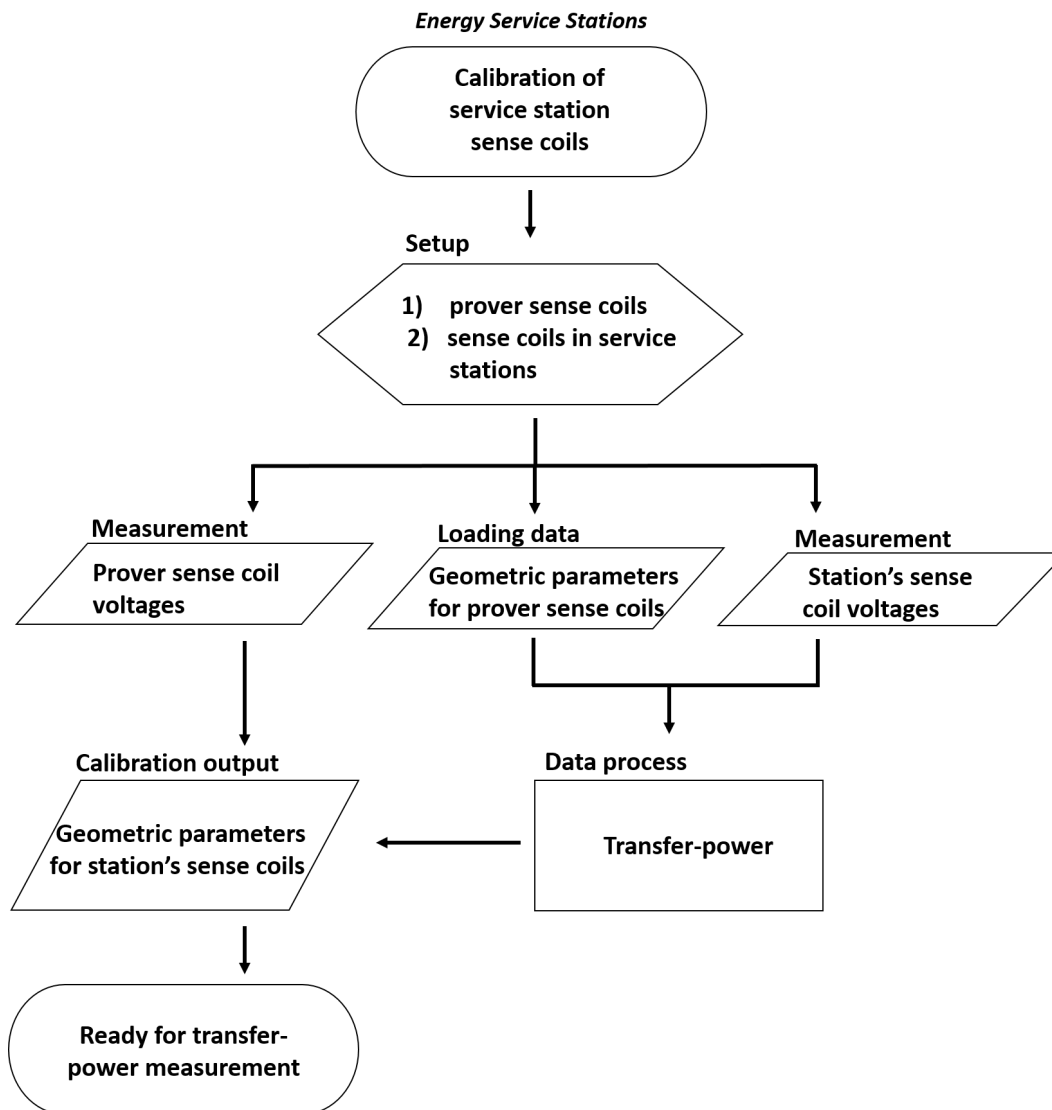 Energy Service Stations
Calibration of
service station
sense coils
Setup
1) prover sense coils
2) sense coils in service
stations
Measurement
Prover sense coil
voltages
Loading data
Geometric parameters
for prover sense coils
Measurement
Station’s sense
coil voltages
Calibration output
Geometric parameters
for station’s sense coils
Data process
Transfer-power
Ready for transfer-
power measurement